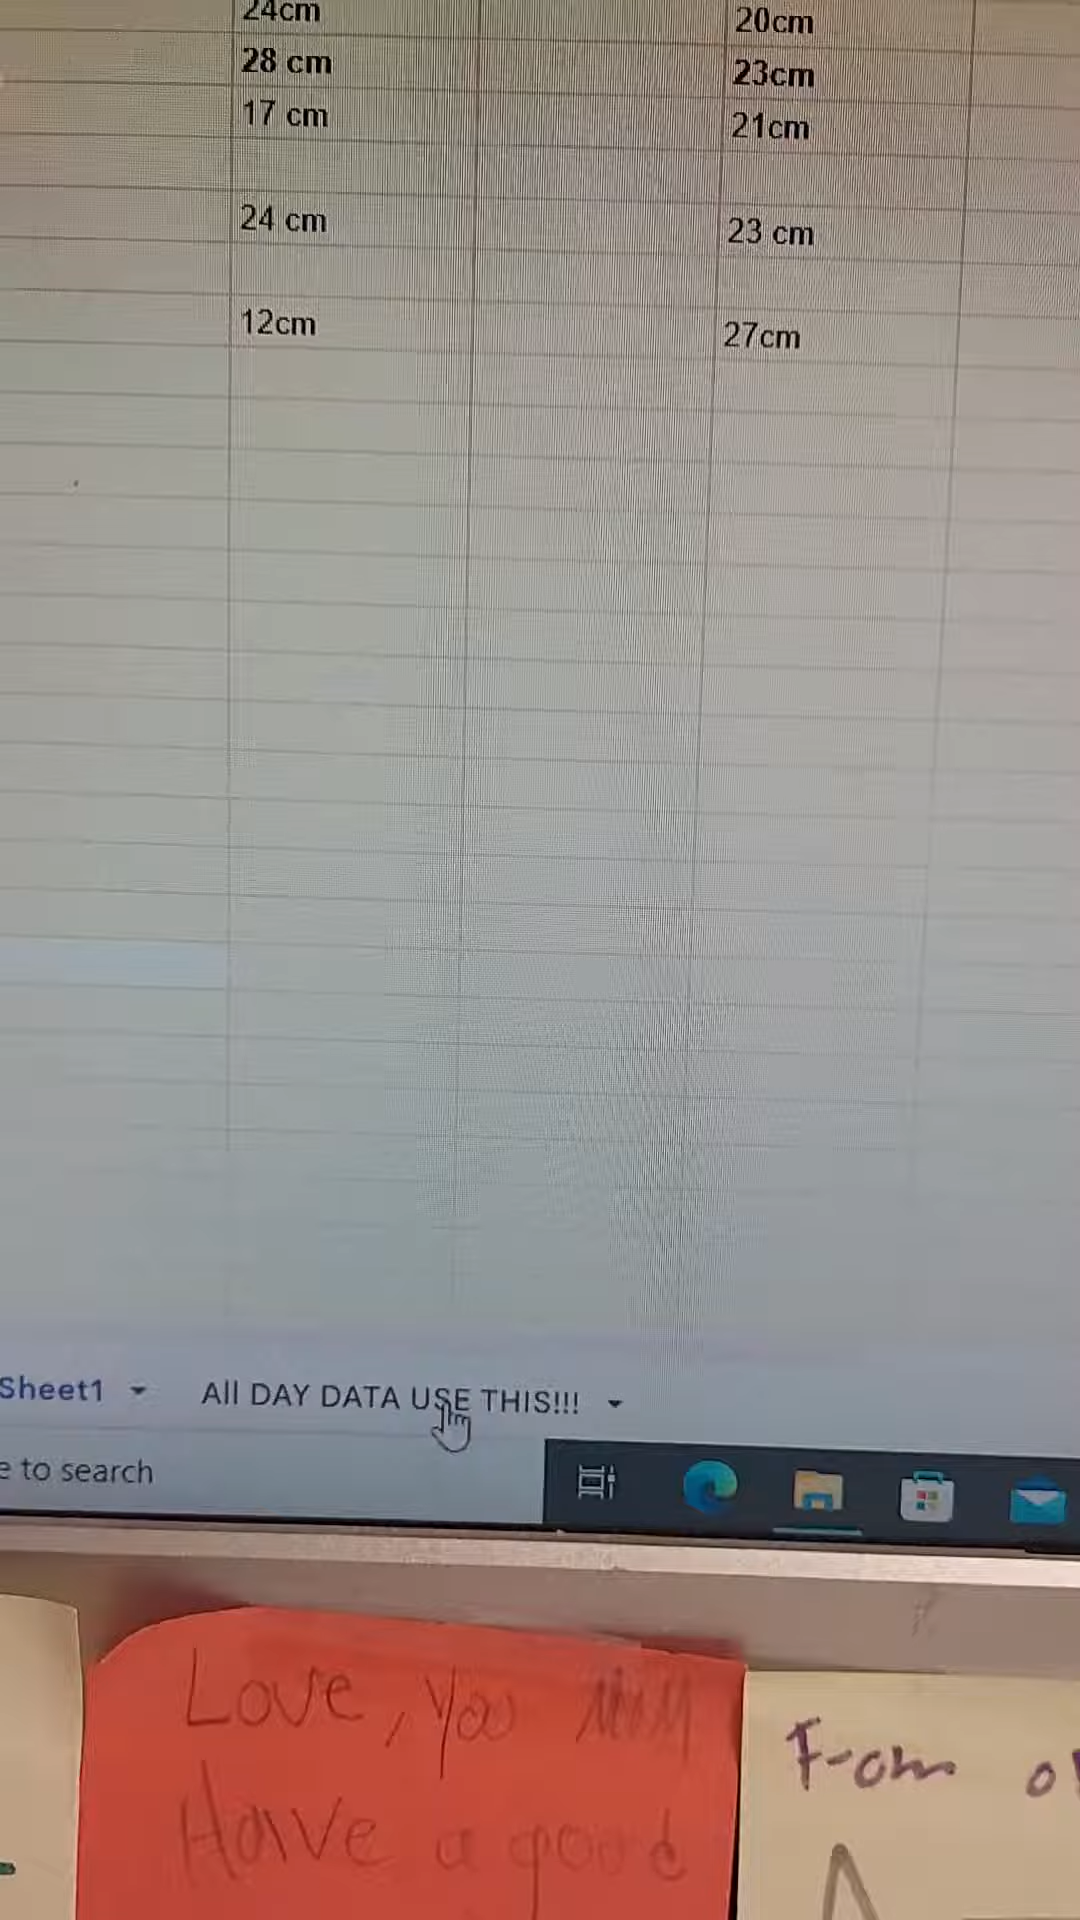 24cm 20cm
28 cm 23cm
17 cm 21cm
24 cm 23 cm
12cm 27cm
Sheet1 All DAY DATA USE THIS!!!
e to search
Love, you
Have a good
From